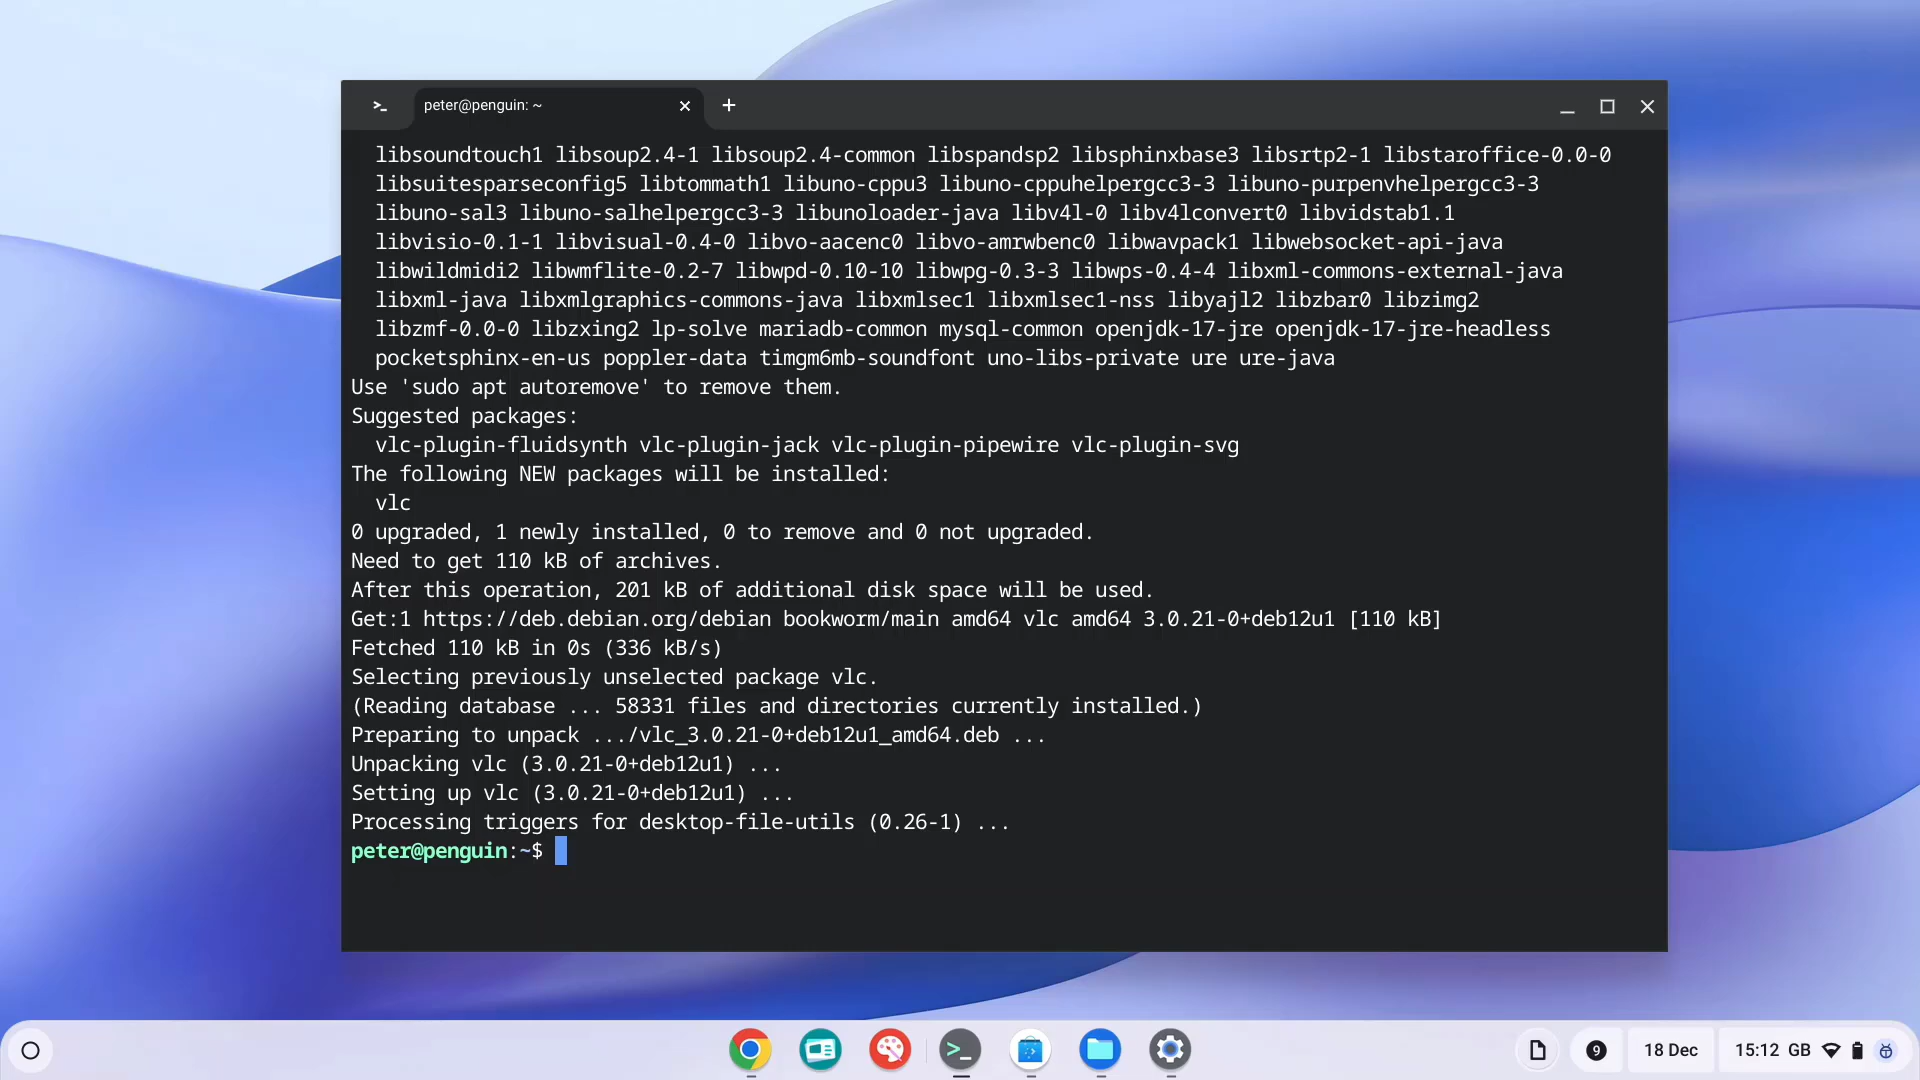 peter@penguin: ~
libsoundtouch1 libsoup2.4-1 libsoup2.4-common libspandsp2 libsphinxbase3 libsrtp2-1 libstaroffice-0.0-0
libsuitesparseconfig5 libtommath1 libuno-cppu3 libuno-cppuhelpergcc3-3 libuno-purpenvhelpergcc3-3
libuno-sal3 libuno-salhelpergcc3-3 libunoloader-java libv4l-0 libv4lconvert0 libvidstab1.1
libvisio-0.1-1 libvisual-0.4-0 libvo-aacenc0 libvo-amrwbenc0 libwavpack1 libwebsocket-api-java
libwildmidi2 libwmflite-0.2-7 libwpd-0.10-10 libwpg-0.3-3 libwps-0.4-4 libxml-commons-external-java
libxml-java libxmlgraphics-commons-java libxmlsec1 libxmlsec1-nss libyajl2 libzbar0 libzimg2
libzmf-0.0-0 libzxing2 lp-solve mariadb-common mysql-common openjdk-17-jre openjdk-17-jre-headless
pocketsphinx-en-us poppler-data timgm6mb-soundfont uno-libs-private ure ure-java
Use 'sudo apt autoremove' to remove them.
Suggested packages:
vlc-plugin-fluidsynth vlc-plugin-jack vlc-plugin-pipewire vlc-plugin-svg
The following NEW packages will be installed:
vlc
0 upgraded, 1 newly installed, 0 to remove and 0 not upgraded.
Need to get 110 kB of archives.
After this operation, 201 kB of additional disk space will be used.
Get:1 https://deb.debian.org/debian bookworm/main amd64 vlc amd64 3.0.21-0+deb12u1 [110 kB]
Fetched 110 kB in 0s (336 kB/s)
Selecting previously unselected package vlc.
(Reading database ... 58331 files and directories currently installed.)
Preparing to unpack .../vlc_3.0.21-0+deb12u1_amd64.deb ...
Unpacking vlc (3.0.21-0+deb12u1) ...
Setting up vlc (3.0.21-0+deb12u1) ...
Processing triggers for desktop-file-utils (0.26-1) ...
peter@penguin:~$
9 18 Dec 15:12 GB